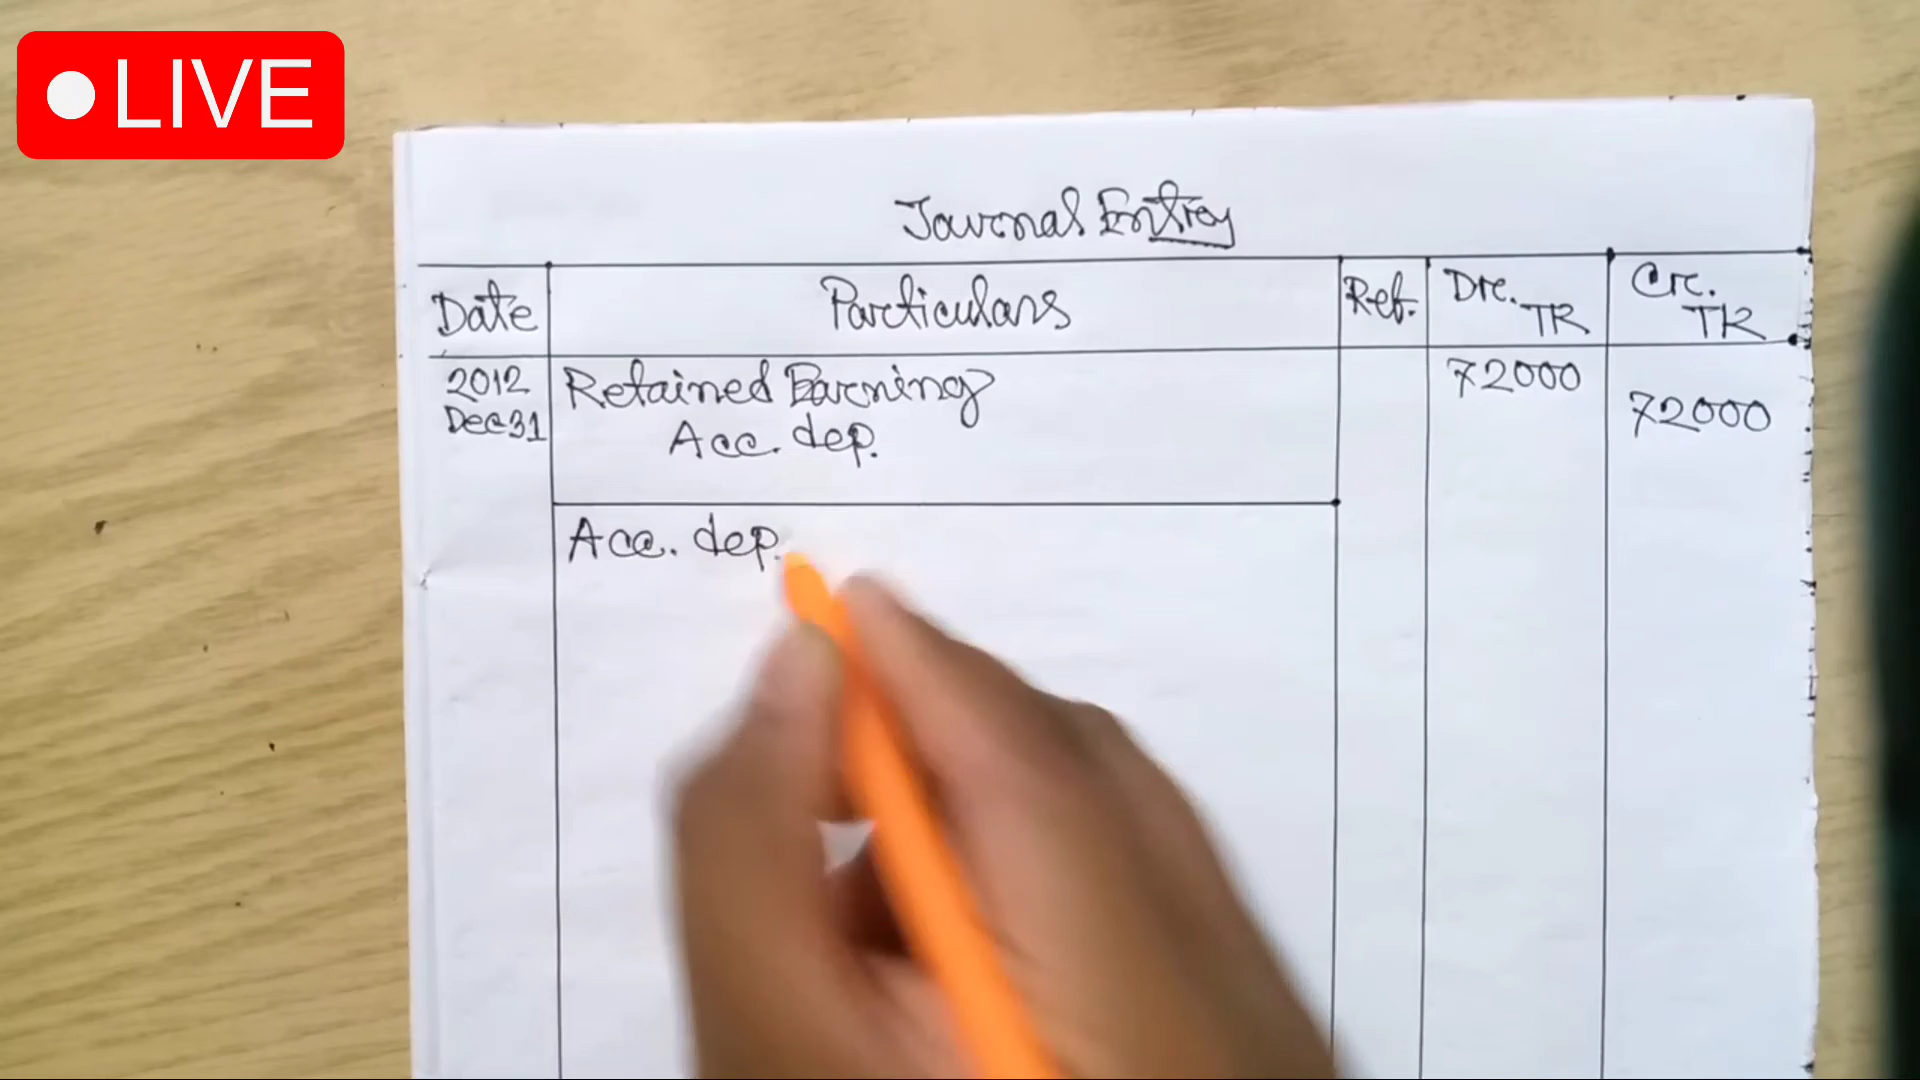 LIVE
Journal Entry
Date Particulars Ref. Dr. TK Cr. TK
2012 Retained Earning 72000
Dec 31 Acc. dep. 72000
Acc. dep.